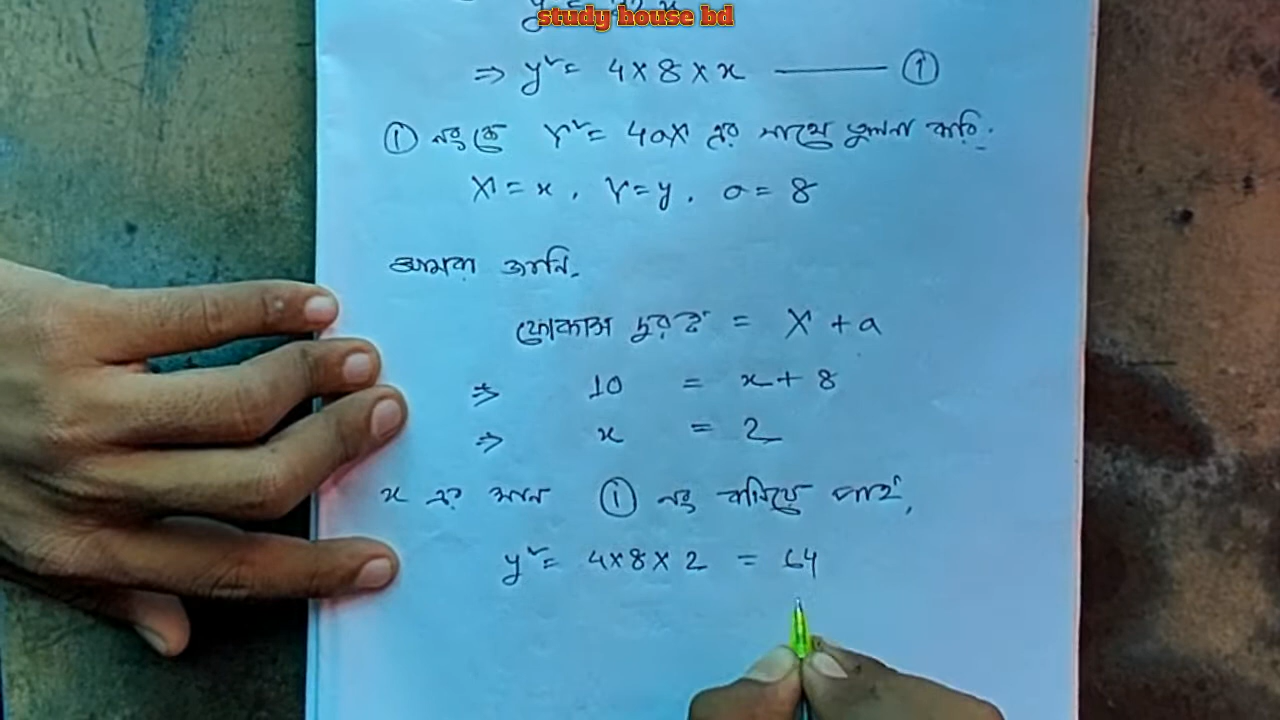 study house bd
⇒ y² = 4×8×x ——— ①
① নং কে Y² = 4aX এর সাথে তুলনা করি.
X = x, Y = y, a = 8
আমরা জানি,
ফোকাস দূরত্ব = X + a
⇒ 10 = x + 8
⇒ x = 2
x এর মান ① নং বসিয়ে পাই,
y² = 4×8×2 = 64